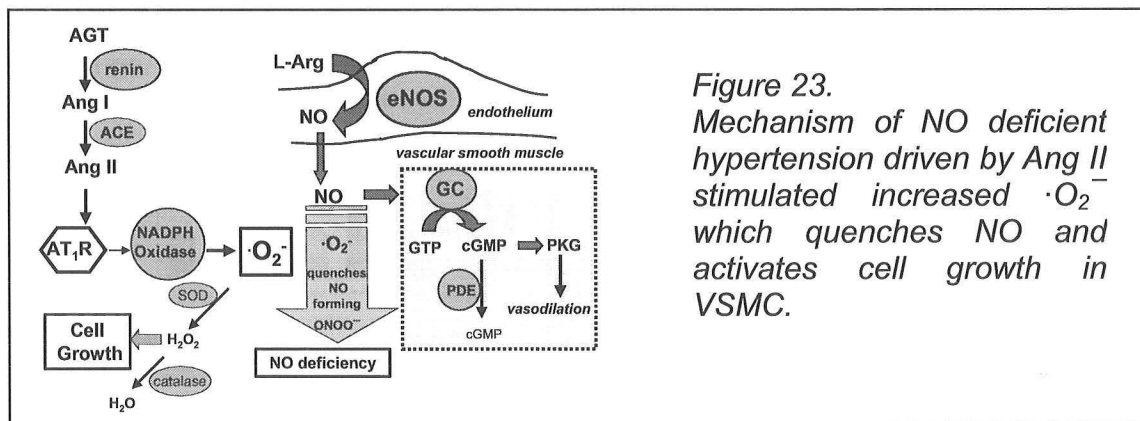 AGT
renin
Ang I
ACE
Ang II
AT₁R
NADPH
Oxidase
·O₂⁻
SOD
H₂O₂
Cell
Growth
catalase
H₂O
L-Arg
eNOS
NO
endothelium
vascular smooth muscle
NO
GC
GTP
cGMP
PKG
PDE
vasodilation
cGMP
·O₂⁻
quenches
NO
forming
ONOO⁻
NO deficiency
Figure 23.
Mechanism of NO deficient
hypertension driven by Ang II
stimulated increased ·O₂⁻
which quenches NO and
activates cell growth in
VSMC.